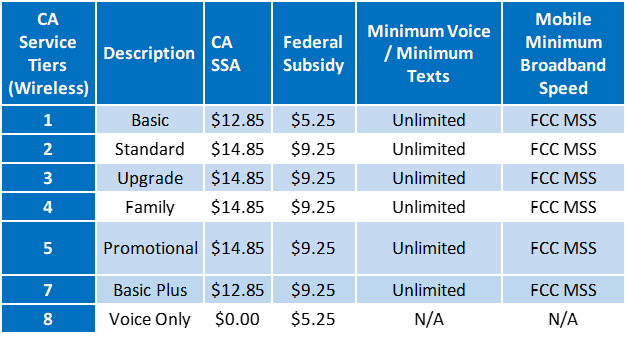 CA Service Tiers (Wireless) Description CA SSA Federal Subsidy Minimum Voice / Minimum Texts Mobile Minimum Broadband Speed
1 Basic $12.85 $5.25 Unlimited FCC MSS
2 Standard $14.85 $9.25 Unlimited FCC MSS
3 Upgrade $14.85 $9.25 Unlimited FCC MSS
4 Family $14.85 $9.25 Unlimited FCC MSS
5 Promotional $14.85 $9.25 Unlimited FCC MSS
7 Basic Plus $12.85 $9.25 Unlimited FCC MSS
8 Voice Only $0.00 $5.25 N/A N/A